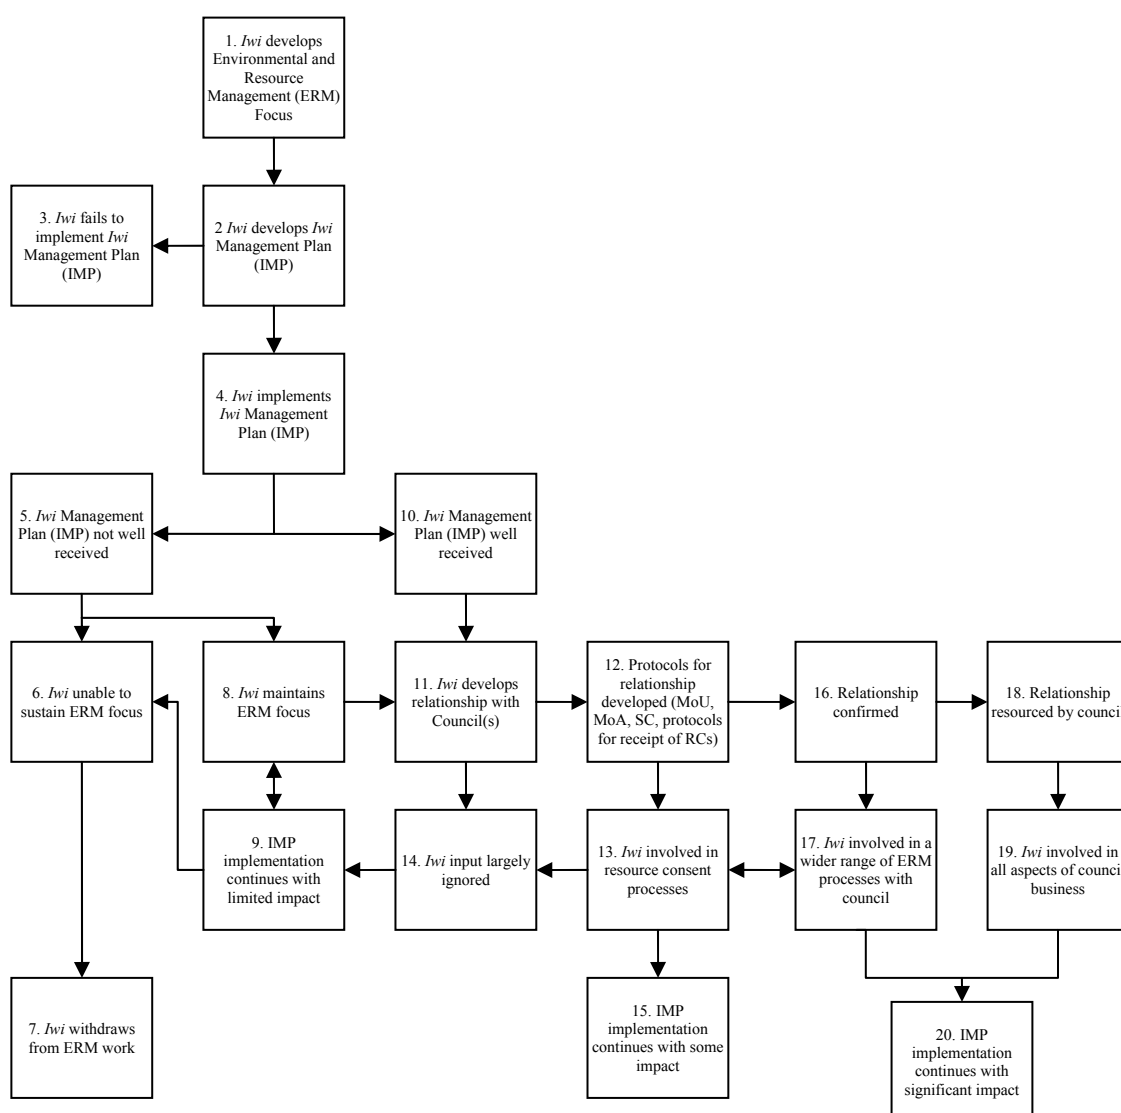 1. Iwi develops
Environmental and
Resource
Management (ERM)
Focus
3. Iwi fails to
implement Iwi
Management Plan
(IMP)
2 Iwi develops Iwi
Management Plan
(IMP)
4. Iwi implements
Iwi Management
Plan (IMP)
5. Iwi Management
Plan (IMP) not well
received
10. Iwi Management
Plan (IMP) well
received
6. Iwi unable to
sustain ERM focus
8. Iwi maintains
ERM focus
11. Iwi develops
relationship with
Council(s)
12. Protocols for
relationship
developed (MoU,
MoA, SC, protocols
for receipt of RCs)
16. Relationship
confirmed
18. Relationship
resourced by council
9. IMP
implementation
continues with
limited impact
14. Iwi input largely
ignored
13. Iwi involved in
resource consent
processes
17. Iwi involved in a
wider range of ERM
processes with
council
19. Iwi involved in
all aspects of council
business
7. Iwi withdraws
from ERM work
15. IMP
implementation
continues with some
impact
20. IMP
implementation
continues with
significant impact